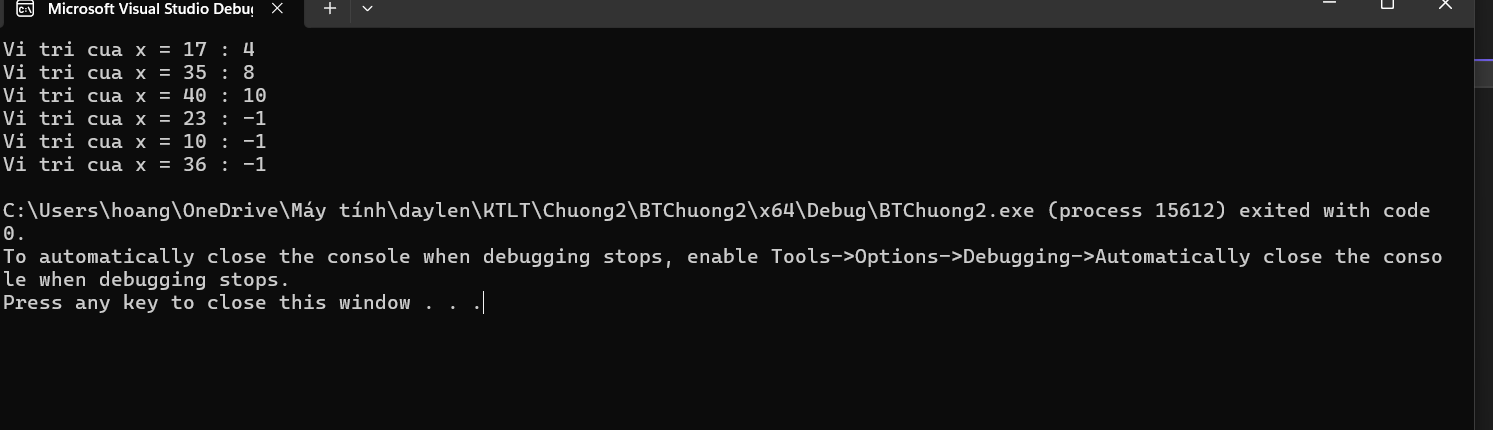 Microsoft Visual Studio Debu
Vi tri cua x = 17 : 4
Vi tri cua x = 35 : 8
Vi tri cua x = 40 : 10
Vi tri cua x = 23 : -1
Vi tri cua x = 10 : -1
Vi tri cua x = 36 : -1
C:\Users\hoang\OneDrive\Máy tính\daylen\KTLT\Chuong2\BTChuong2\x64\Debug\BTChuong2.exe (process 15612) exited with code
0.
To automatically close the console when debugging stops, enable Tools->Options->Debugging->Automatically close the conso
le when debugging stops.
Press any key to close this window . . .